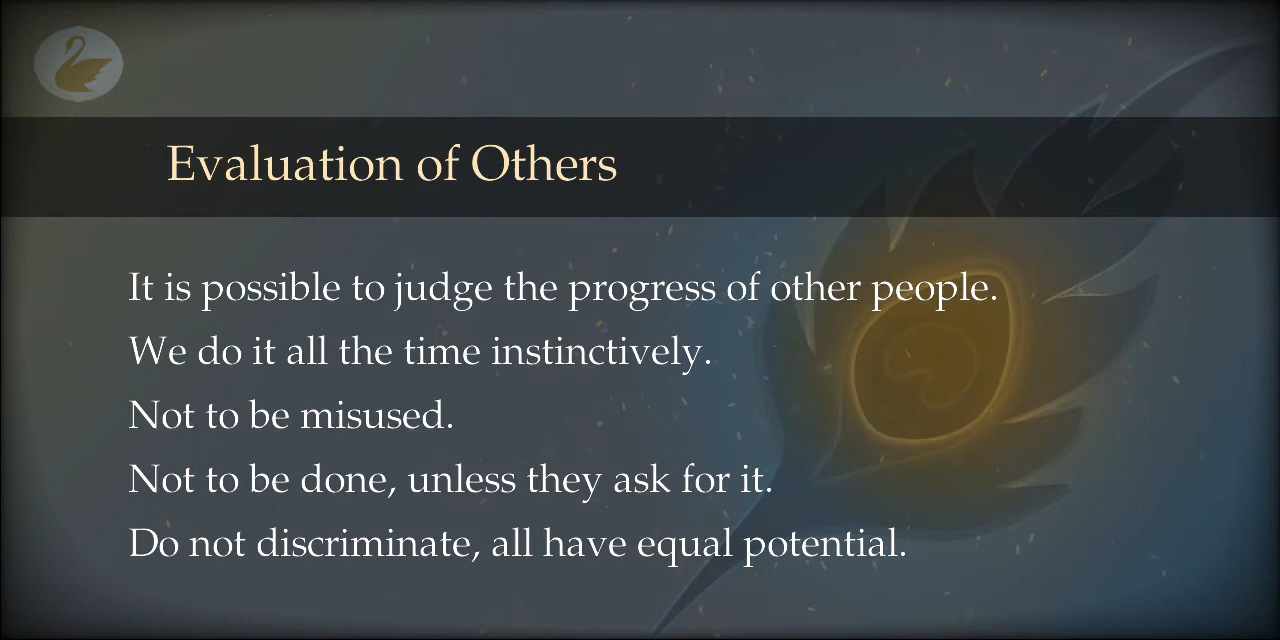 Evaluation of Others
It is possible to judge the progress of other people.
We do it all the time instinctively.
Not to be misused.
Not to be done, unless they ask for it.
Do not discriminate, all have equal potential.